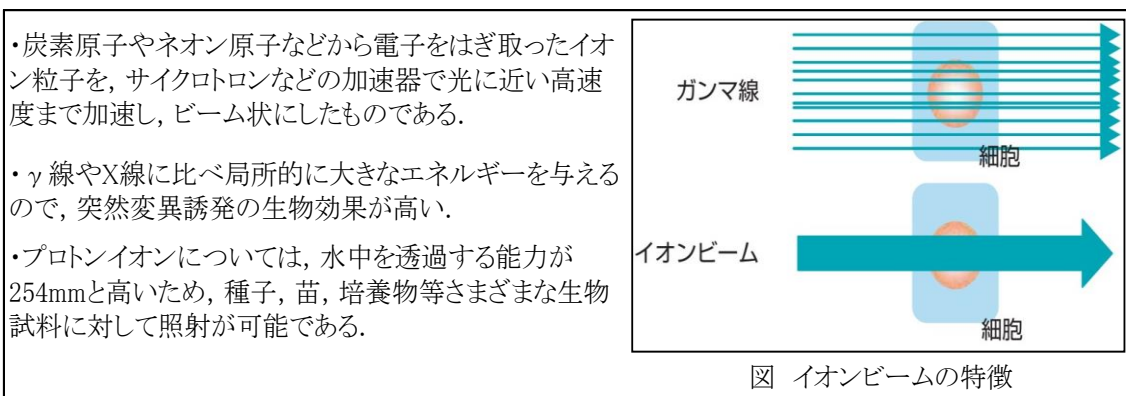 ・炭素原子やネオン原子などから電子をはぎ取ったイオ
ン粒子を，サイクロトロンなどの加速器で光に近い高速
度まで加速し，ビーム状にしたものである．
・γ線やX線に比べ局所的に大きなエネルギーを与える
ので，突然変異誘発の生物効果が高い．
・プロトンイオンについては，水中を透過する能力が
254mmと高いため，種子，苗，培養物等さまざまな生物
試料に対して照射が可能である．
ガンマ線
細胞
イオンビーム
細胞
図　イオンビームの特徴